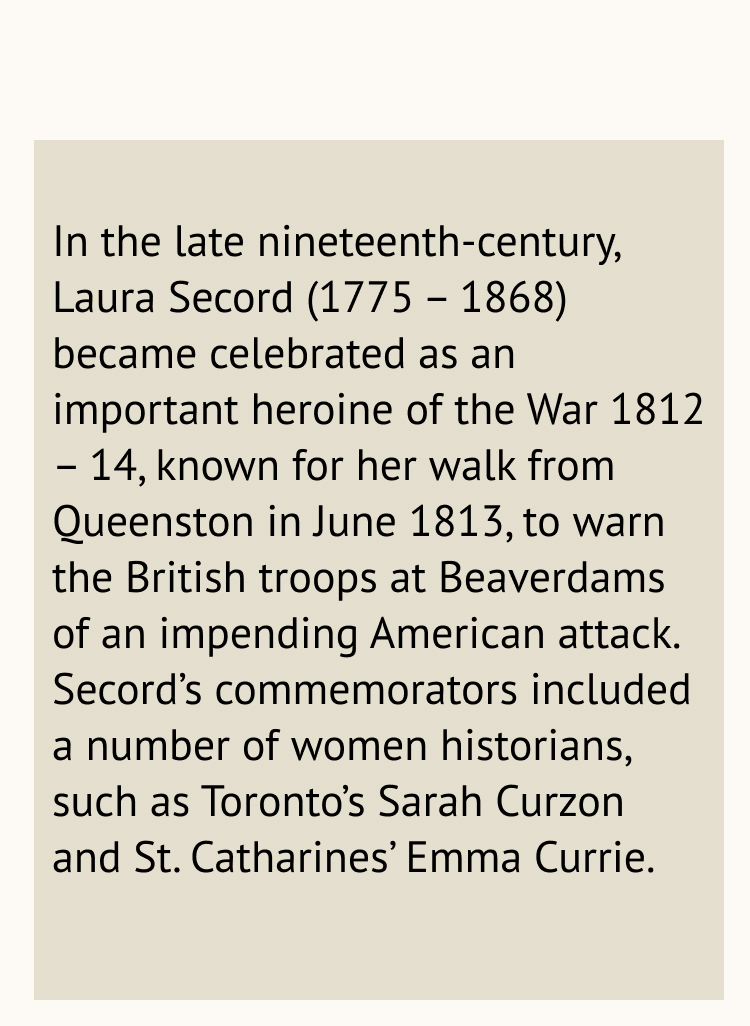 In the late nineteenth-century,
Laura Secord (1775 – 1868)
became celebrated as an
important heroine of the War 1812
– 14, known for her walk from
Queenston in June 1813, to warn
the British troops at Beaverdams
of an impending American attack.
Secord’s commemorators included
a number of women historians,
such as Toronto’s Sarah Curzon
and St. Catharines’ Emma Currie.